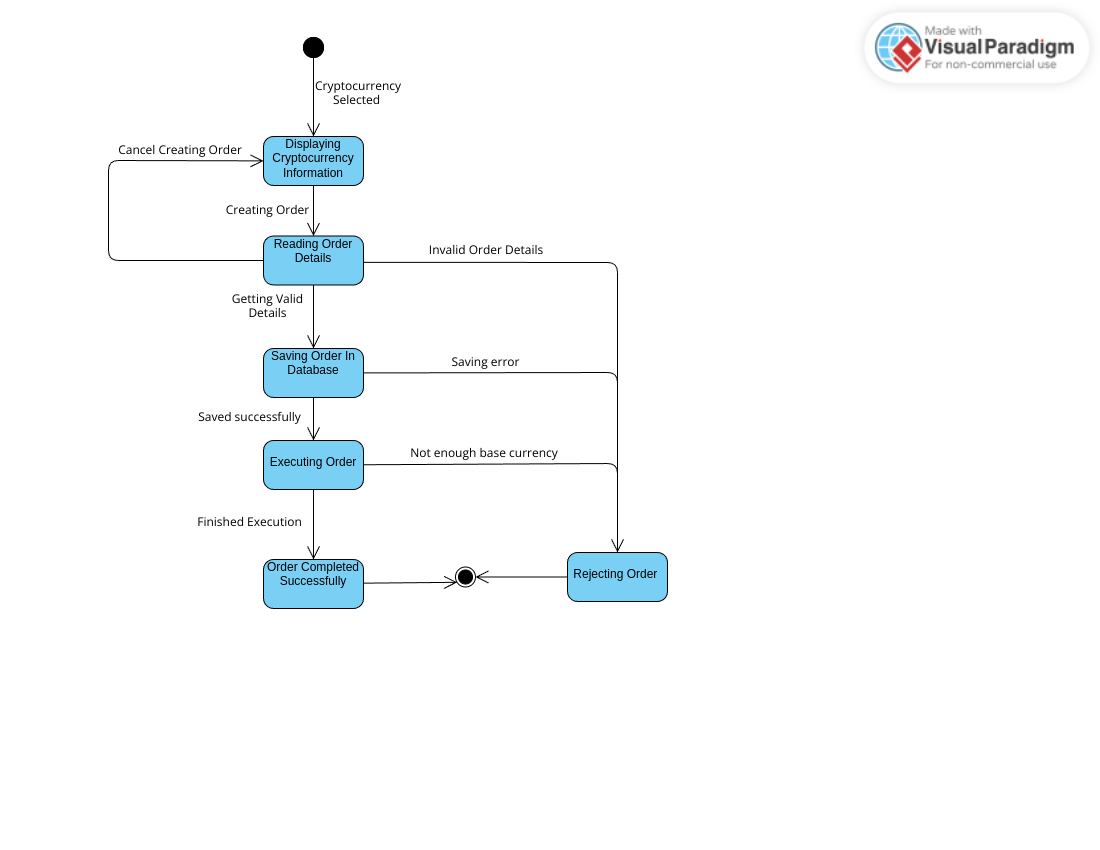 Made with
Visual Paradigm
For non-commercial use
Cryptocurrency
Selected
Displaying
Cryptocurrency
Information
Cancel Creating Order
Creating Order
Reading Order
Details
Invalid Order Details
Getting Valid
Details
Saving Order In
Database
Saving error
Saved successfully
Executing Order
Not enough base currency
Finished Execution
Order Completed
Successfully
Rejecting Order